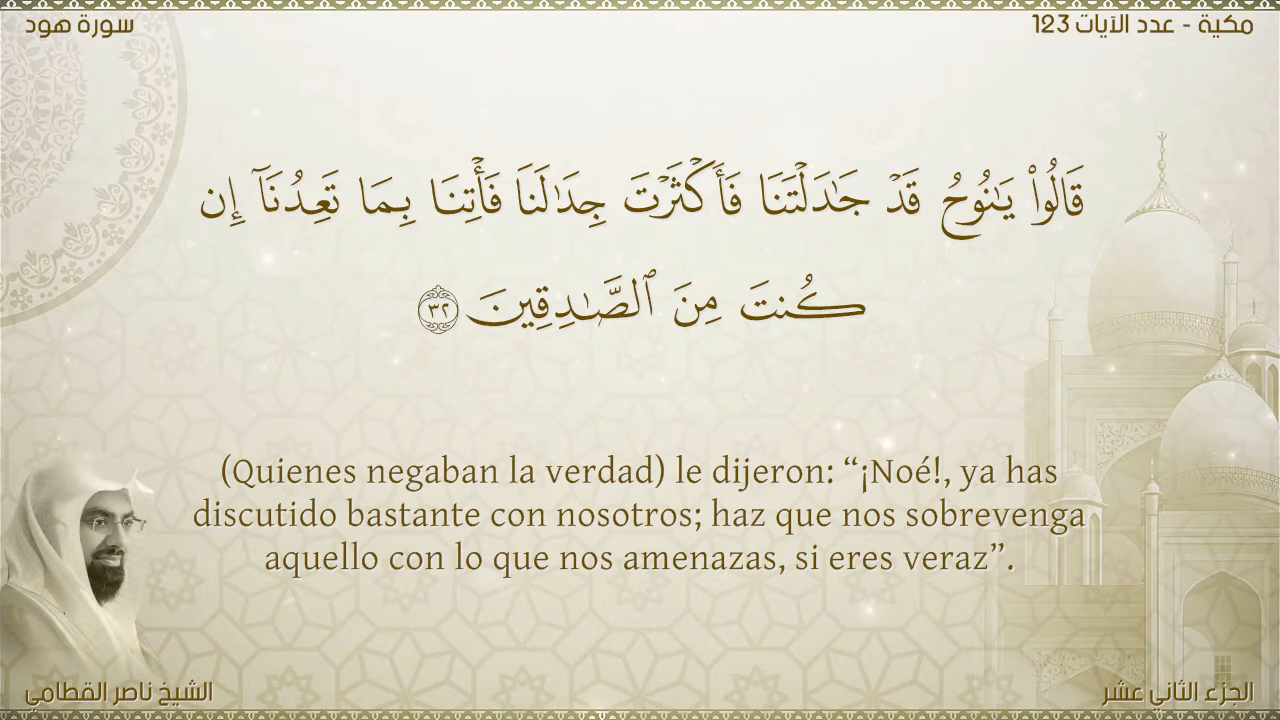 مكية - عدد الآيات 123
سورة هود
قَالُوا۟ يَـٰنُوحُ قَدْ جَـٰدَلْتَنَا فَأَكْثَرْتَ جِدَٰلَنَا فَأْتِنَا بِمَا تَعِدُنَآ إِن
كُنتَ مِنَ ٱلصَّـٰدِقِينَ ٣٢
(Quienes negaban la verdad) le dijeron: “¡Noé!, ya has
discutido bastante con nosotros; haz que nos sobrevenga
aquello con lo que nos amenazas, si eres veraz”.
الجزء الثاني عشر
الشيخ ناصر القطامي